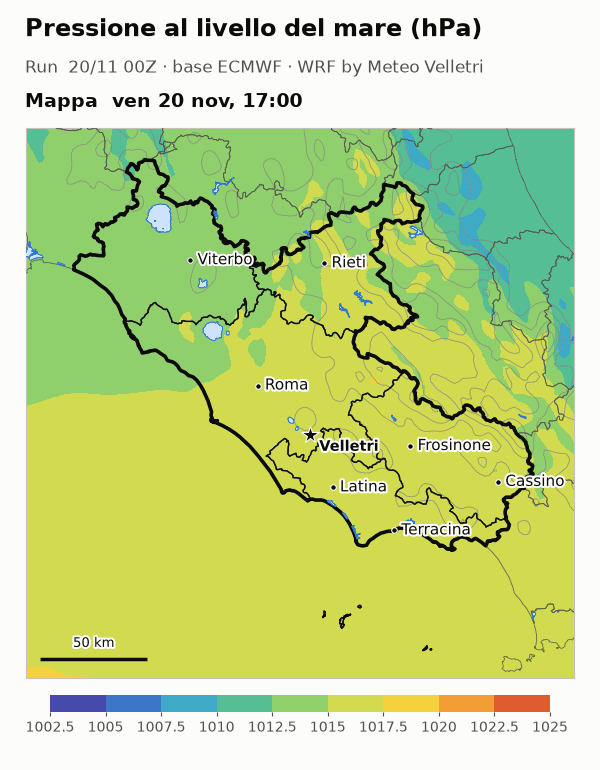 Pressione al livello del mare (hPa)
Run  20/11 00Z · base ECMWF · WRF by Meteo Velletri
Mappa  ven 20 nov, 17:00
Viterbo
Rieti
Roma
Velletri
Frosinone
Latina
Cassino
Terracina
50 km
1002.5 1005 1007.5 1010 1012.5 1015 1017.5 1020 1022.5 1025